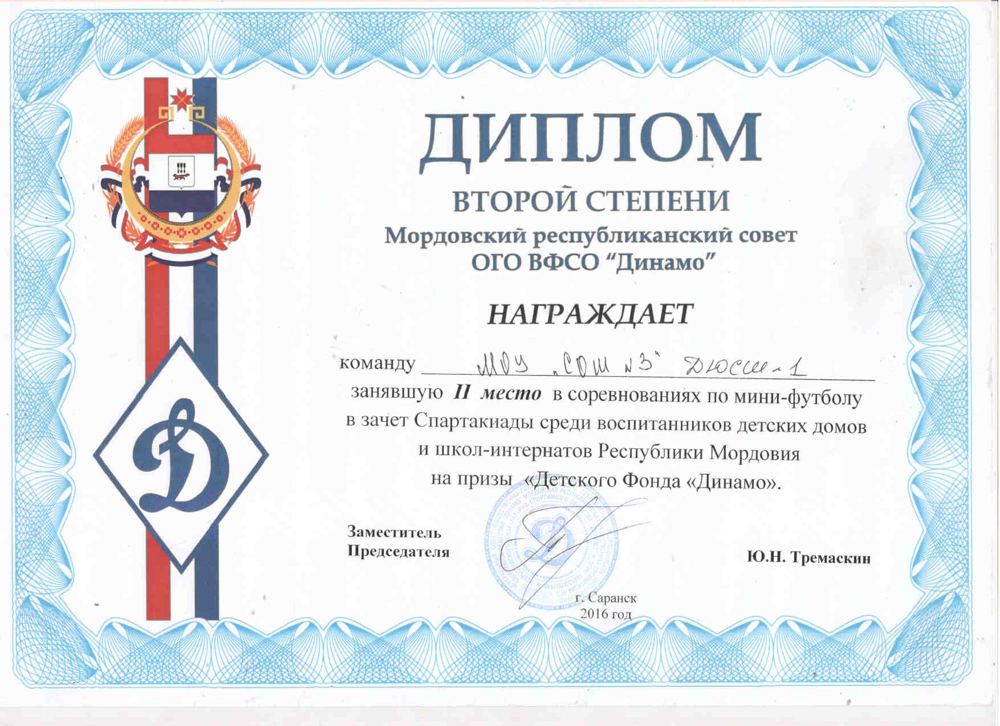 ДИПЛОМ
ВТОРОЙ СТЕПЕНИ
Мордовский республиканский совет
ОГО ВФСО “Динамо”
НАГРАЖДАЕТ
команду МОУ „СОШ №3“ ДЮСШ-1
занявшую II место в соревнованиях по мини-футболу
в зачет Спартакиады среди воспитанников детских домов
и школ-интернатов Республики Мордовия
на призы «Детского Фонда «Динамо».
Заместитель
Председателя
Ю.Н. Тремаскин
г. Саранск
2016 год
Д